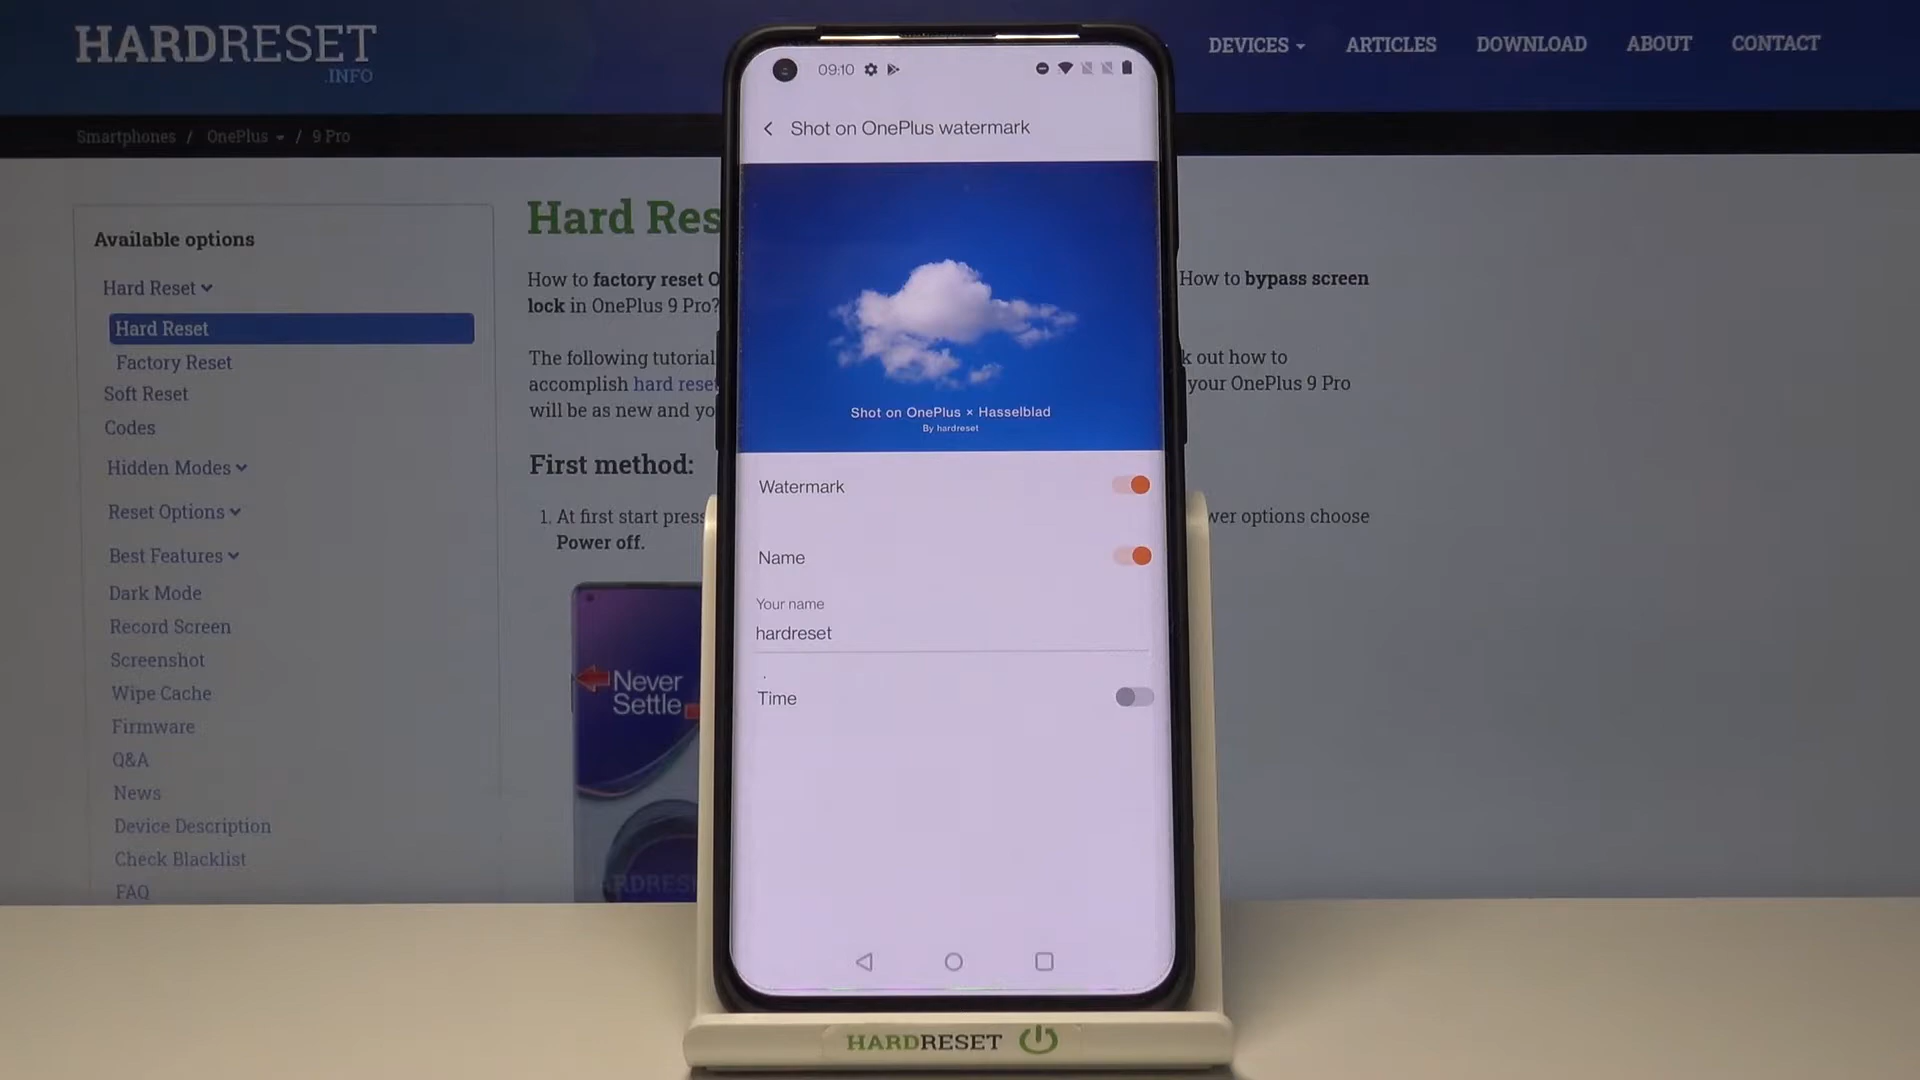 HARDRESET
.INFO
DEVICES
ARTICLES
DOWNLOAD
ABOUT
CONTACT
Smartphones / OnePlus / 9 Pro
Available options
Hard Reset
Hard Reset
Factory Reset
Soft Reset
Codes
Hidden Modes
Reset Options
Best Features
Dark Mode
Record Screen
Screenshot
Wipe Cache
Firmware
Q&A
News
Device Description
Check Blacklist
FAQ
Hard Res
How to factory reset O
lock in OnePlus 9 Pro?
The following tutorial
accomplish hard reset
will be as new and yo
First method:
1. At first start press
Power off.
Never
Settle
How to bypass screen
k out how to
your OnePlus 9 Pro
wer options choose
09:10
Shot on OnePlus watermark
Shot on OnePlus × Hasselblad
By hardreset
Watermark
Name
Your name
hardreset
Time
HARDRESET